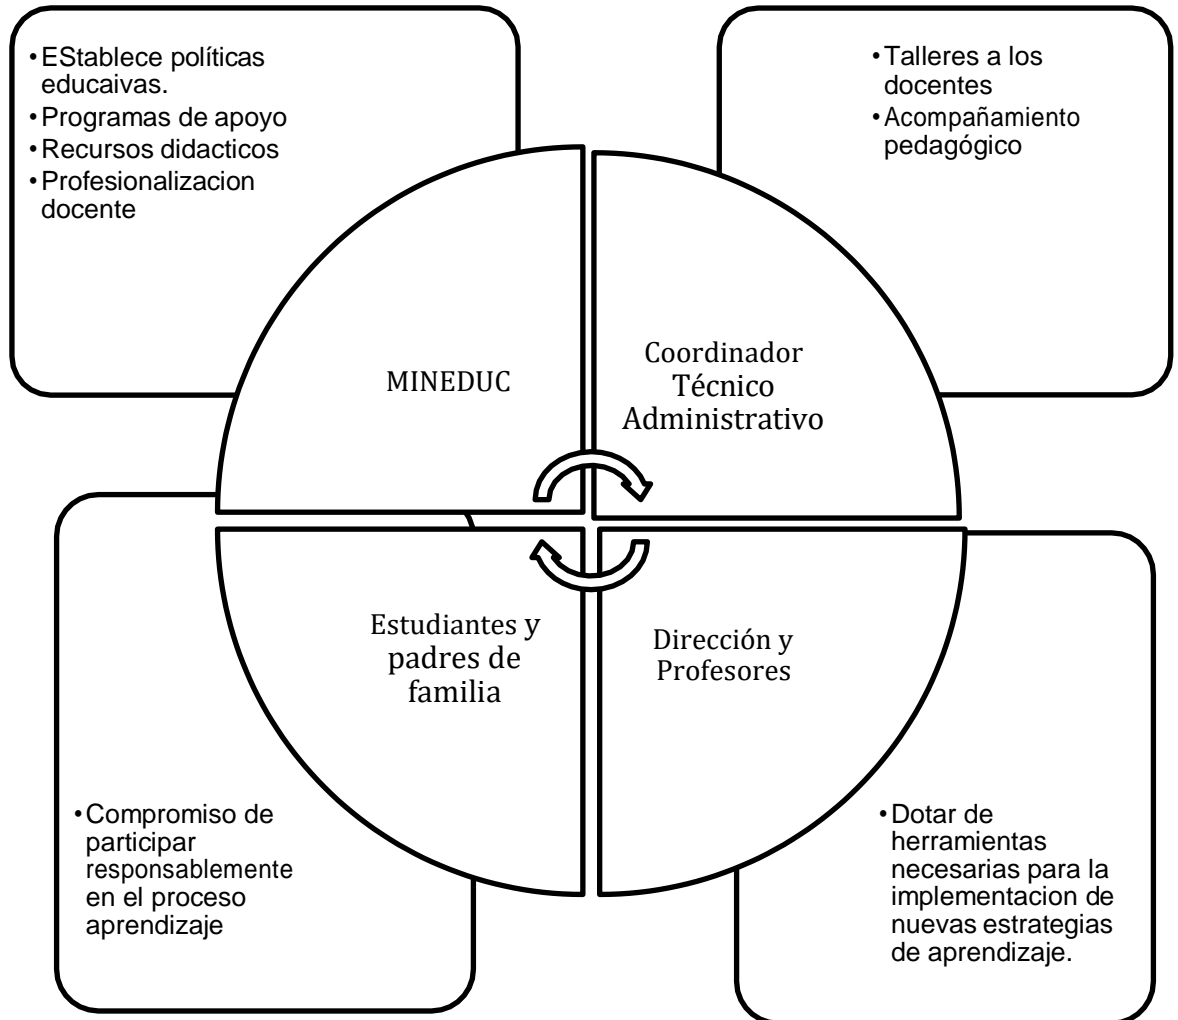 •EStablece políticas
educaivas.
•Programas de apoyo
•Recursos didacticos
•Profesionalizacion
docente
•Talleres a los
docentes
•Acompañamiento
pedagógico
MINEDUC
Coordinador
Técnico
Administrativo
Estudiantes y
padres de
familia
Dirección y
Profesores
•Compromiso de
participar
responsablemente
en el proceso
aprendizaje
•Dotar de
herramientas
necesarias para la
implementacion de
nuevas estrategias
de aprendizaje.